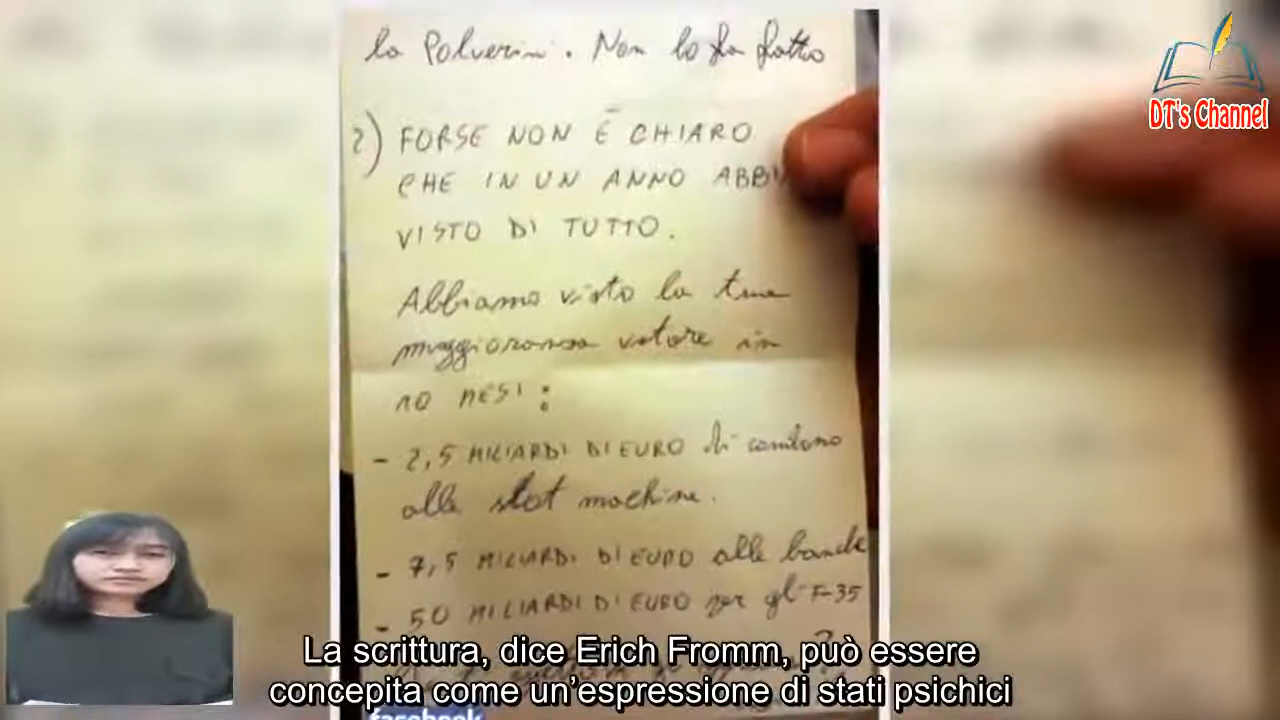 la Polverini. Non lo ha fatto
DT's Channel
2) FORSE NON È CHIARO
CHE IN UN ANNO ABBI
VISTO DI TUTTO.
Abbiamo visto la tua
maggioranza votare in
10 MESI:
- 2,5 MILIARDI DI EURO di condono
alle slot machine.
- 7,5 MILIARDI DI EURO alle banche
- 50 MILIARDI DI EURO per gli F-35
La scrittura, dice Erich Fromm, può essere
concepita come un'espressione di stati psichici
facebook